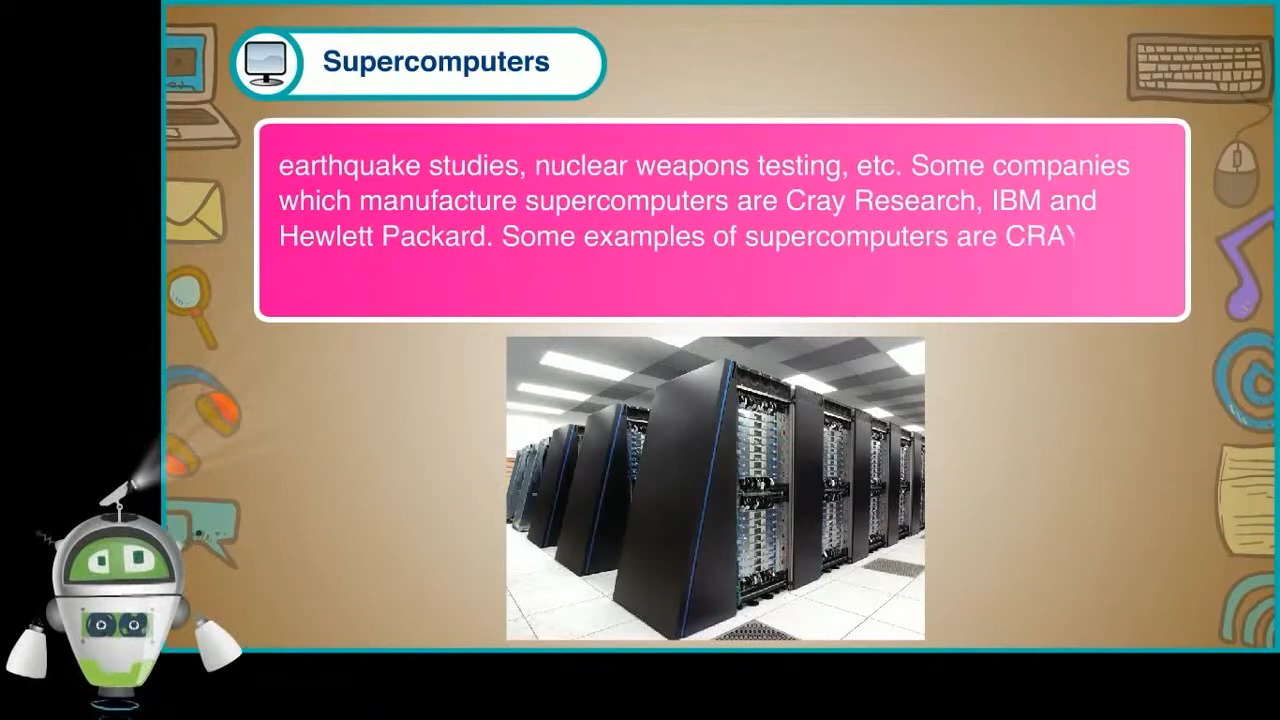 Supercomputers
earthquake studies, nuclear weapons testing, etc. Some companies
which manufacture supercomputers are Cray Research, IBM and
Hewlett Packard. Some examples of supercomputers are CRAY